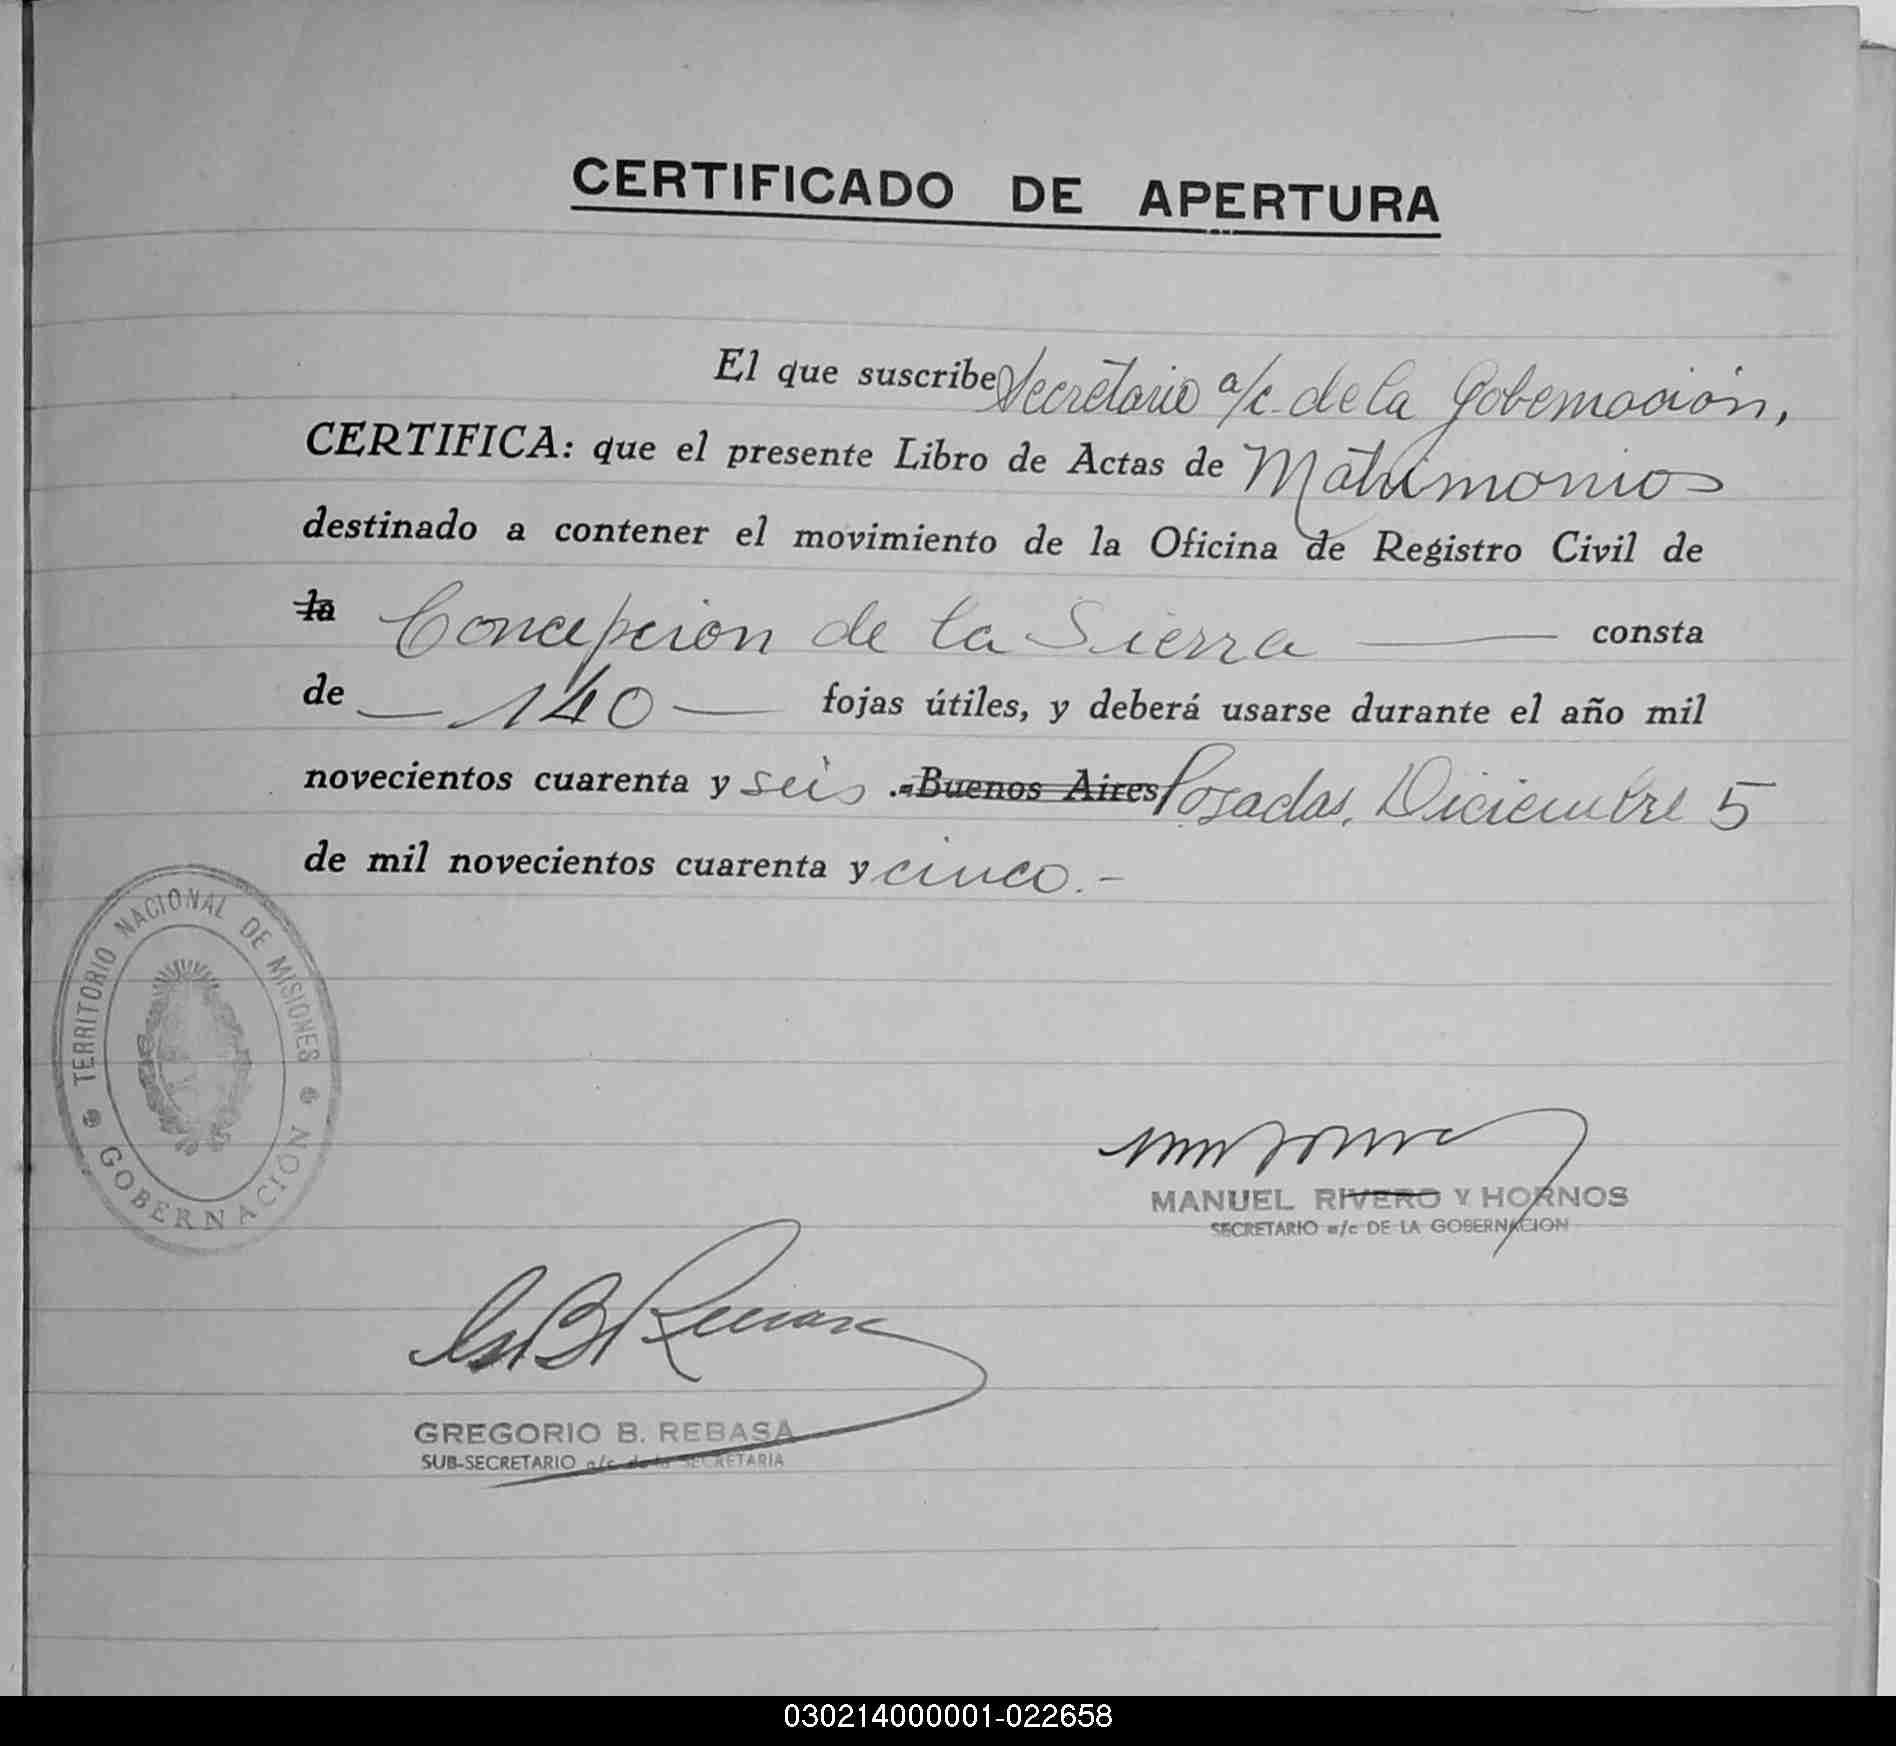 CERTIFICADO DE APERTURA
El que suscribe Secretario a/c. de la Gobernación,
CERTIFICA: que el presente Libro de Actas de Matrimonios
destinado a contener el movimiento de la Oficina de Registro Civil de
la Concepcion de la Sierra — consta
de — 140 — fojas útiles, y deberá usarse durante el año mil
novecientos cuarenta y seis .-Buenos Aires Posadas, Diciembre 5
de mil novecientos cuarenta y cinco.-
TERRITORIO NACIONAL DE MISIONES
GOBERNACIÓN
MANUEL RIVERO Y HORNOS
SECRETARIO a/c DE LA GOBERNACION
GREGORIO B. REBASA
SUB-SECRETARIO a/c de la SECRETARIA
030214000001-022658